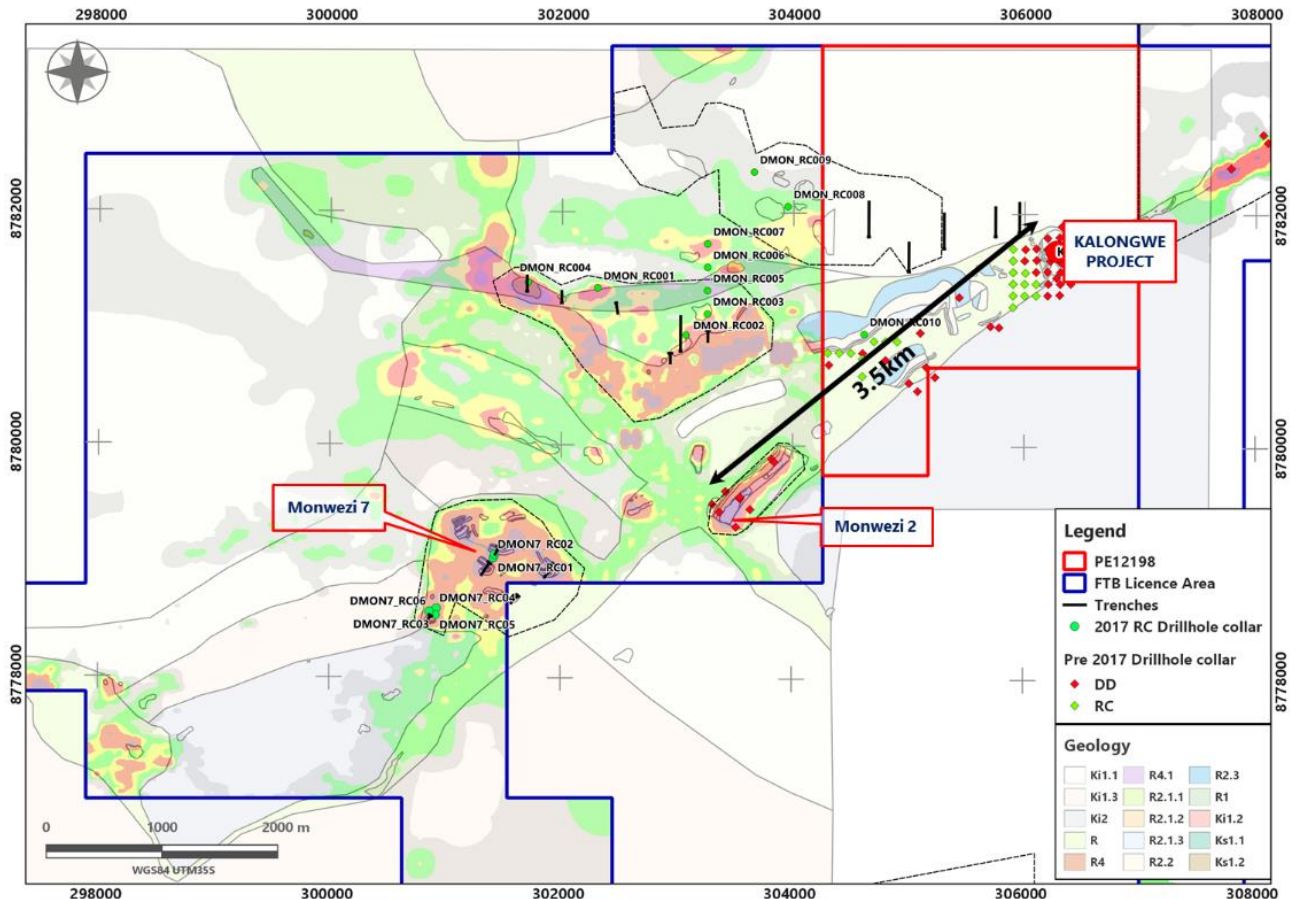 298000 300000 302000 304000 306000 308000
8782000
8782000
DMON_RC009
DMON_RC008
DMON_RC007
DMON_RC006
DMON_RC004
DMON_RC001
DMON_RC005
DMON_RC003
DMON_RC002
DMON_RC010
KALONGWE
PROJECT
3.5km
8780000
8780000
Monwezi 7
Monwezi 2
DMON7_RC02
DMON7_RC01
DMON7_RC06
DMON7_RC04
DMON7_RC03
DMON7_RC05
8778000
8778000
Legend
PE12198
FTB Licence Area
Trenches
2017 RC Drillhole collar
Pre 2017 Drillhole collar
DD
RC
Geology
Ki1.1 R4.1 R2.3
Ki1.3 R2.1.1 R1
Ki2 R2.1.2 Ki1.2
R R2.1.3 Ks1.1
R4 R2.2 Ks1.2
0 1000 2000 m
WGS84 UTM35S
298000 300000 302000 304000 306000 308000